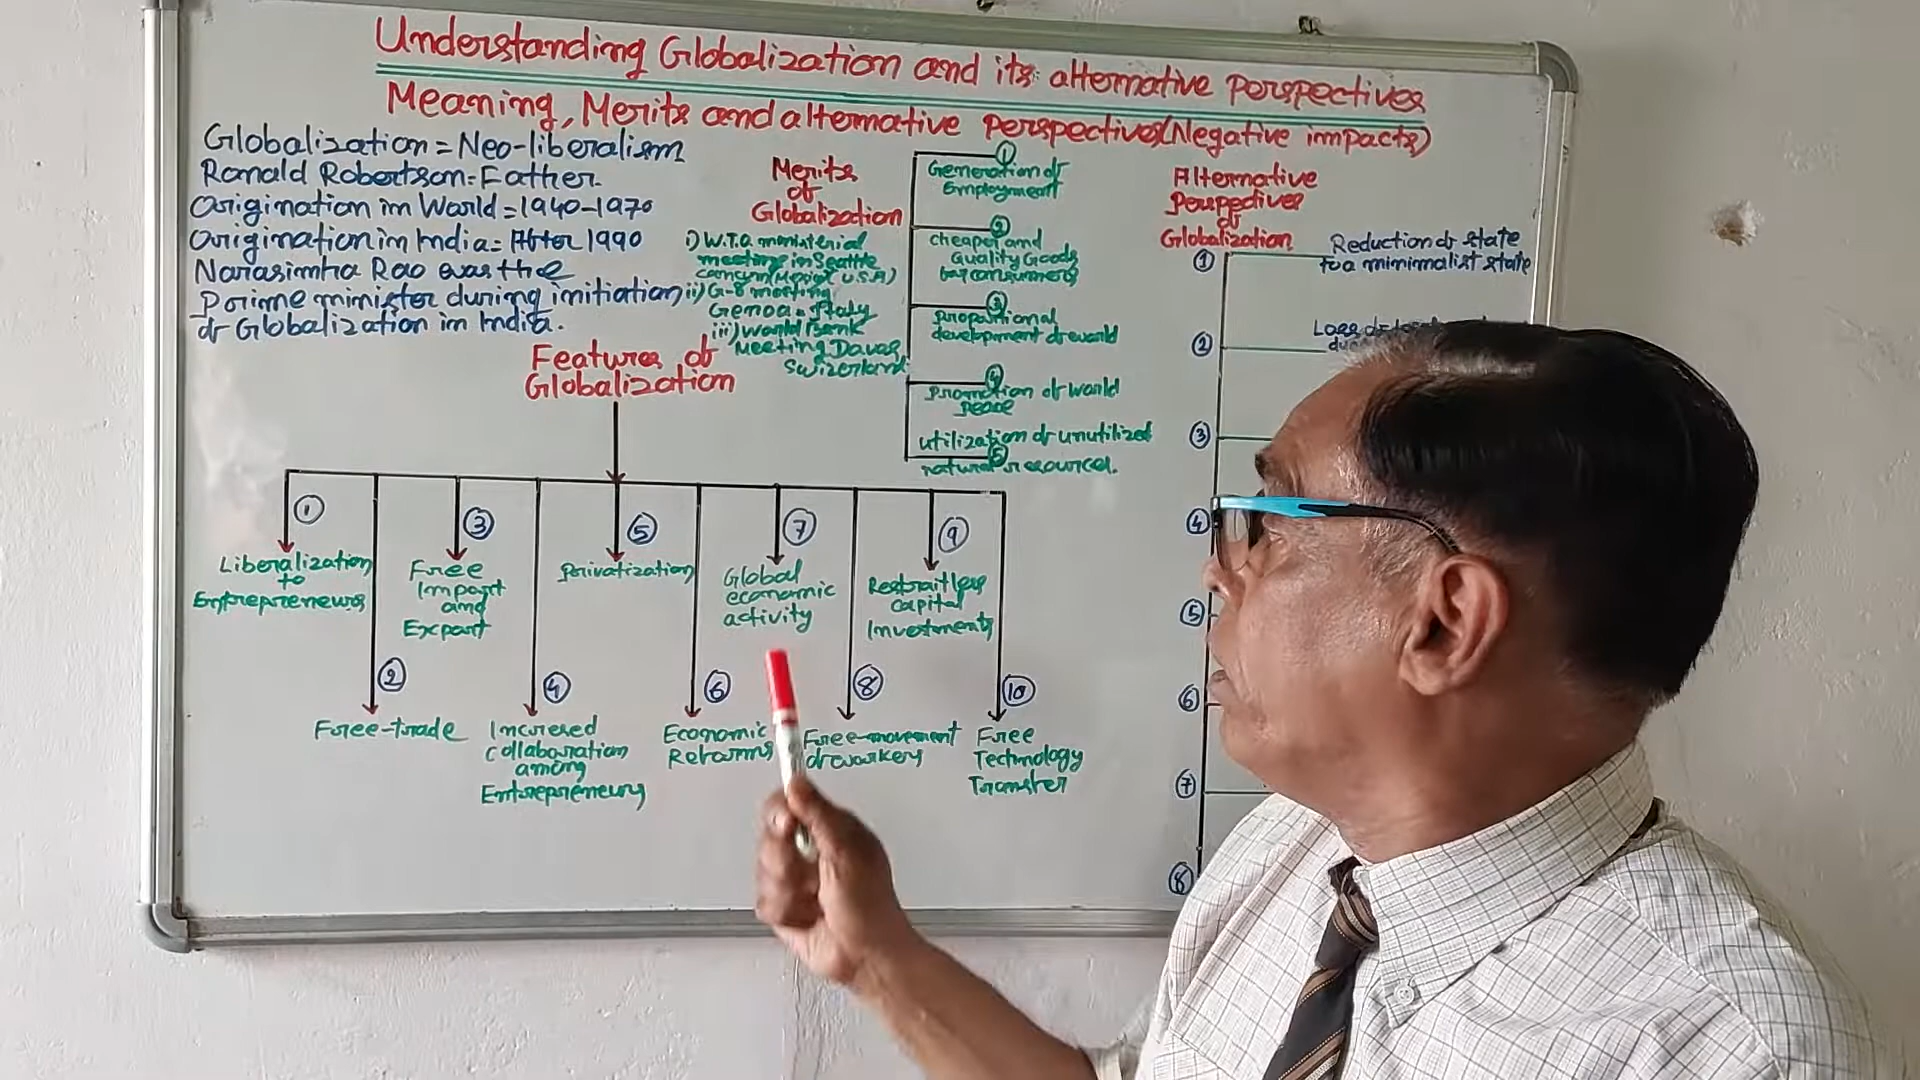 Understanding Globalization and its alternative perspectives
Meaning, Merits and alternative perspectives(Negative impacts)
Globalization = Neo-liberalism
Ronald Robertson = Father.
Origination in World = 1940-1970
Origination in India = After 1990
Narasimha Rao was the
Prime minister during initiation
of Globalization in India.
Merits
of
Globalization
i) W.T.O
meeting in Seattle
U.S.A)
ii) G-8 meeting
Genoa - Italy
iii) World Bank
Meeting Davas
Swizerland
①
Generation of
Employment
②
cheaper and
Quality Goods
consumers
③
proportional
development of world
④
promotion of world
peace
utilization of unutilized
⑤
natural resources.
Alternative
Perspectives
of
Globalization
①
Reduction of state
to a minimalist state
②
Loss of
③
④
⑤
⑥
⑦
⑧
Features of
Globalization
①
Liberalization
to
Entrepreneurs
②
Free-trade
③
Free
Import
and
Export
④
Incresed
collaboration
among
Entrepreneurs
⑤
Privatization
⑥
Economic
Reforms
⑦
Global
economic
activity
⑧
Free-movement
of workers
⑨
capital
Investments
⑩
Free
Technology
Transfer